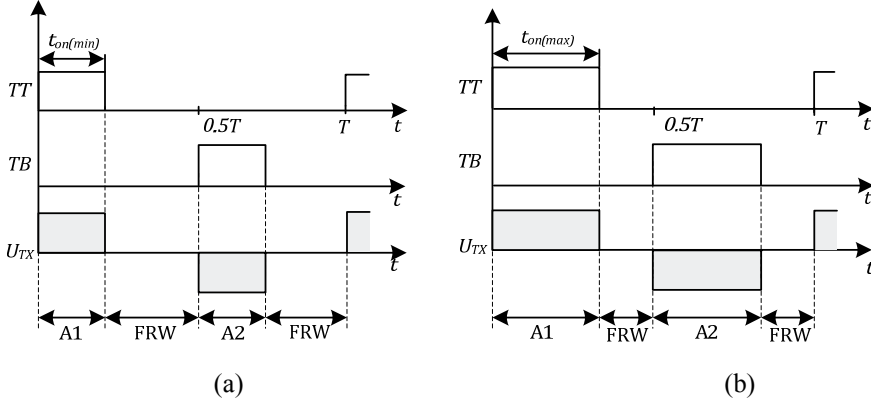 t_on(min)
TT
0.5T
T
t
TB
t
U_TX
t
A1 FRW A2 FRW
(a)
t_on(max)
TT
0.5T
T
t
TB
t
U_TX
t
A1 FRW A2 FRW
(b)